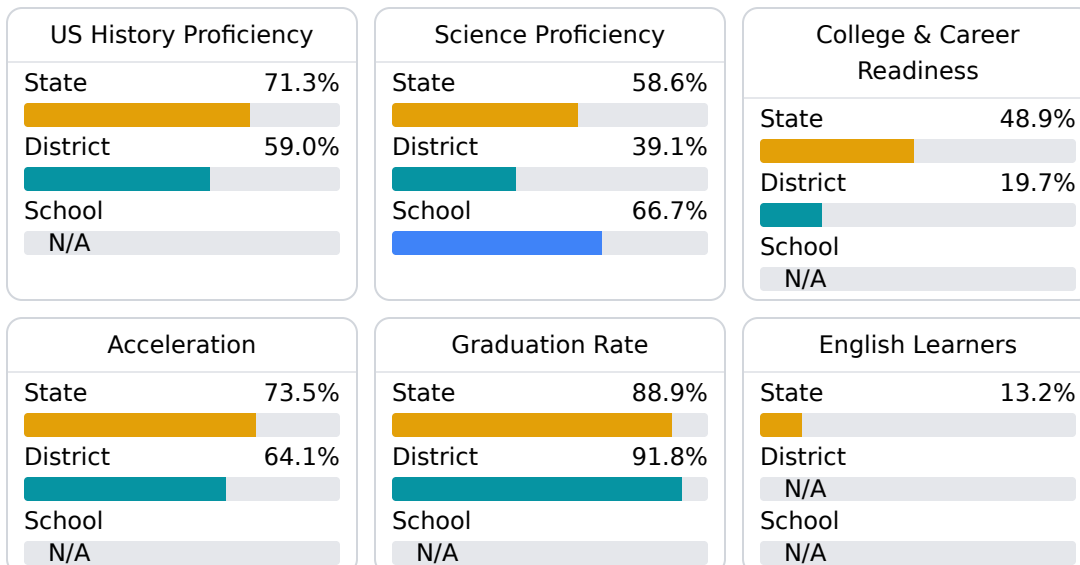 US History Proficiency
State 71.3%
District 59.0%
School
N/A
Science Proficiency
State 58.6%
District 39.1%
School 66.7%
College & Career
Readiness
State 48.9%
District 19.7%
School
N/A
Acceleration
State 73.5%
District 64.1%
School
N/A
Graduation Rate
State 88.9%
District 91.8%
School
N/A
English Learners
State 13.2%
District
N/A
School
N/A